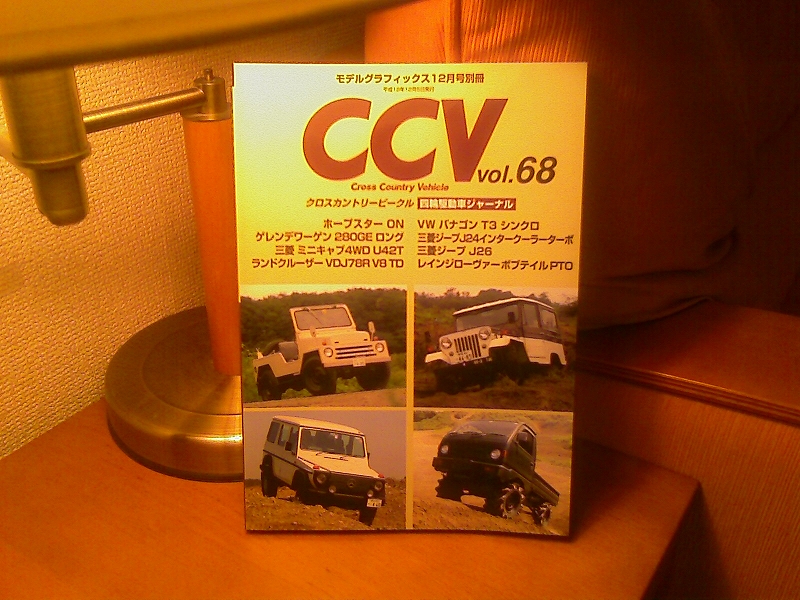 モデルグラフィックス12月号別冊
CCV vol.68
Cross Country Vehicle
クロスカントリービークル 四輪駆動車ジャーナル
ホープスター ON VW バナゴン T3 シンクロ
ゲレンデワーゲン 280GE ロング 三菱ジープJ24インタークーラーターボ
三菱 ミニキャブ4WD U42T 三菱ジープ J26
ランドクルーザー VDJ78R V8 TD レインジローヴァー ボブテイル PTO